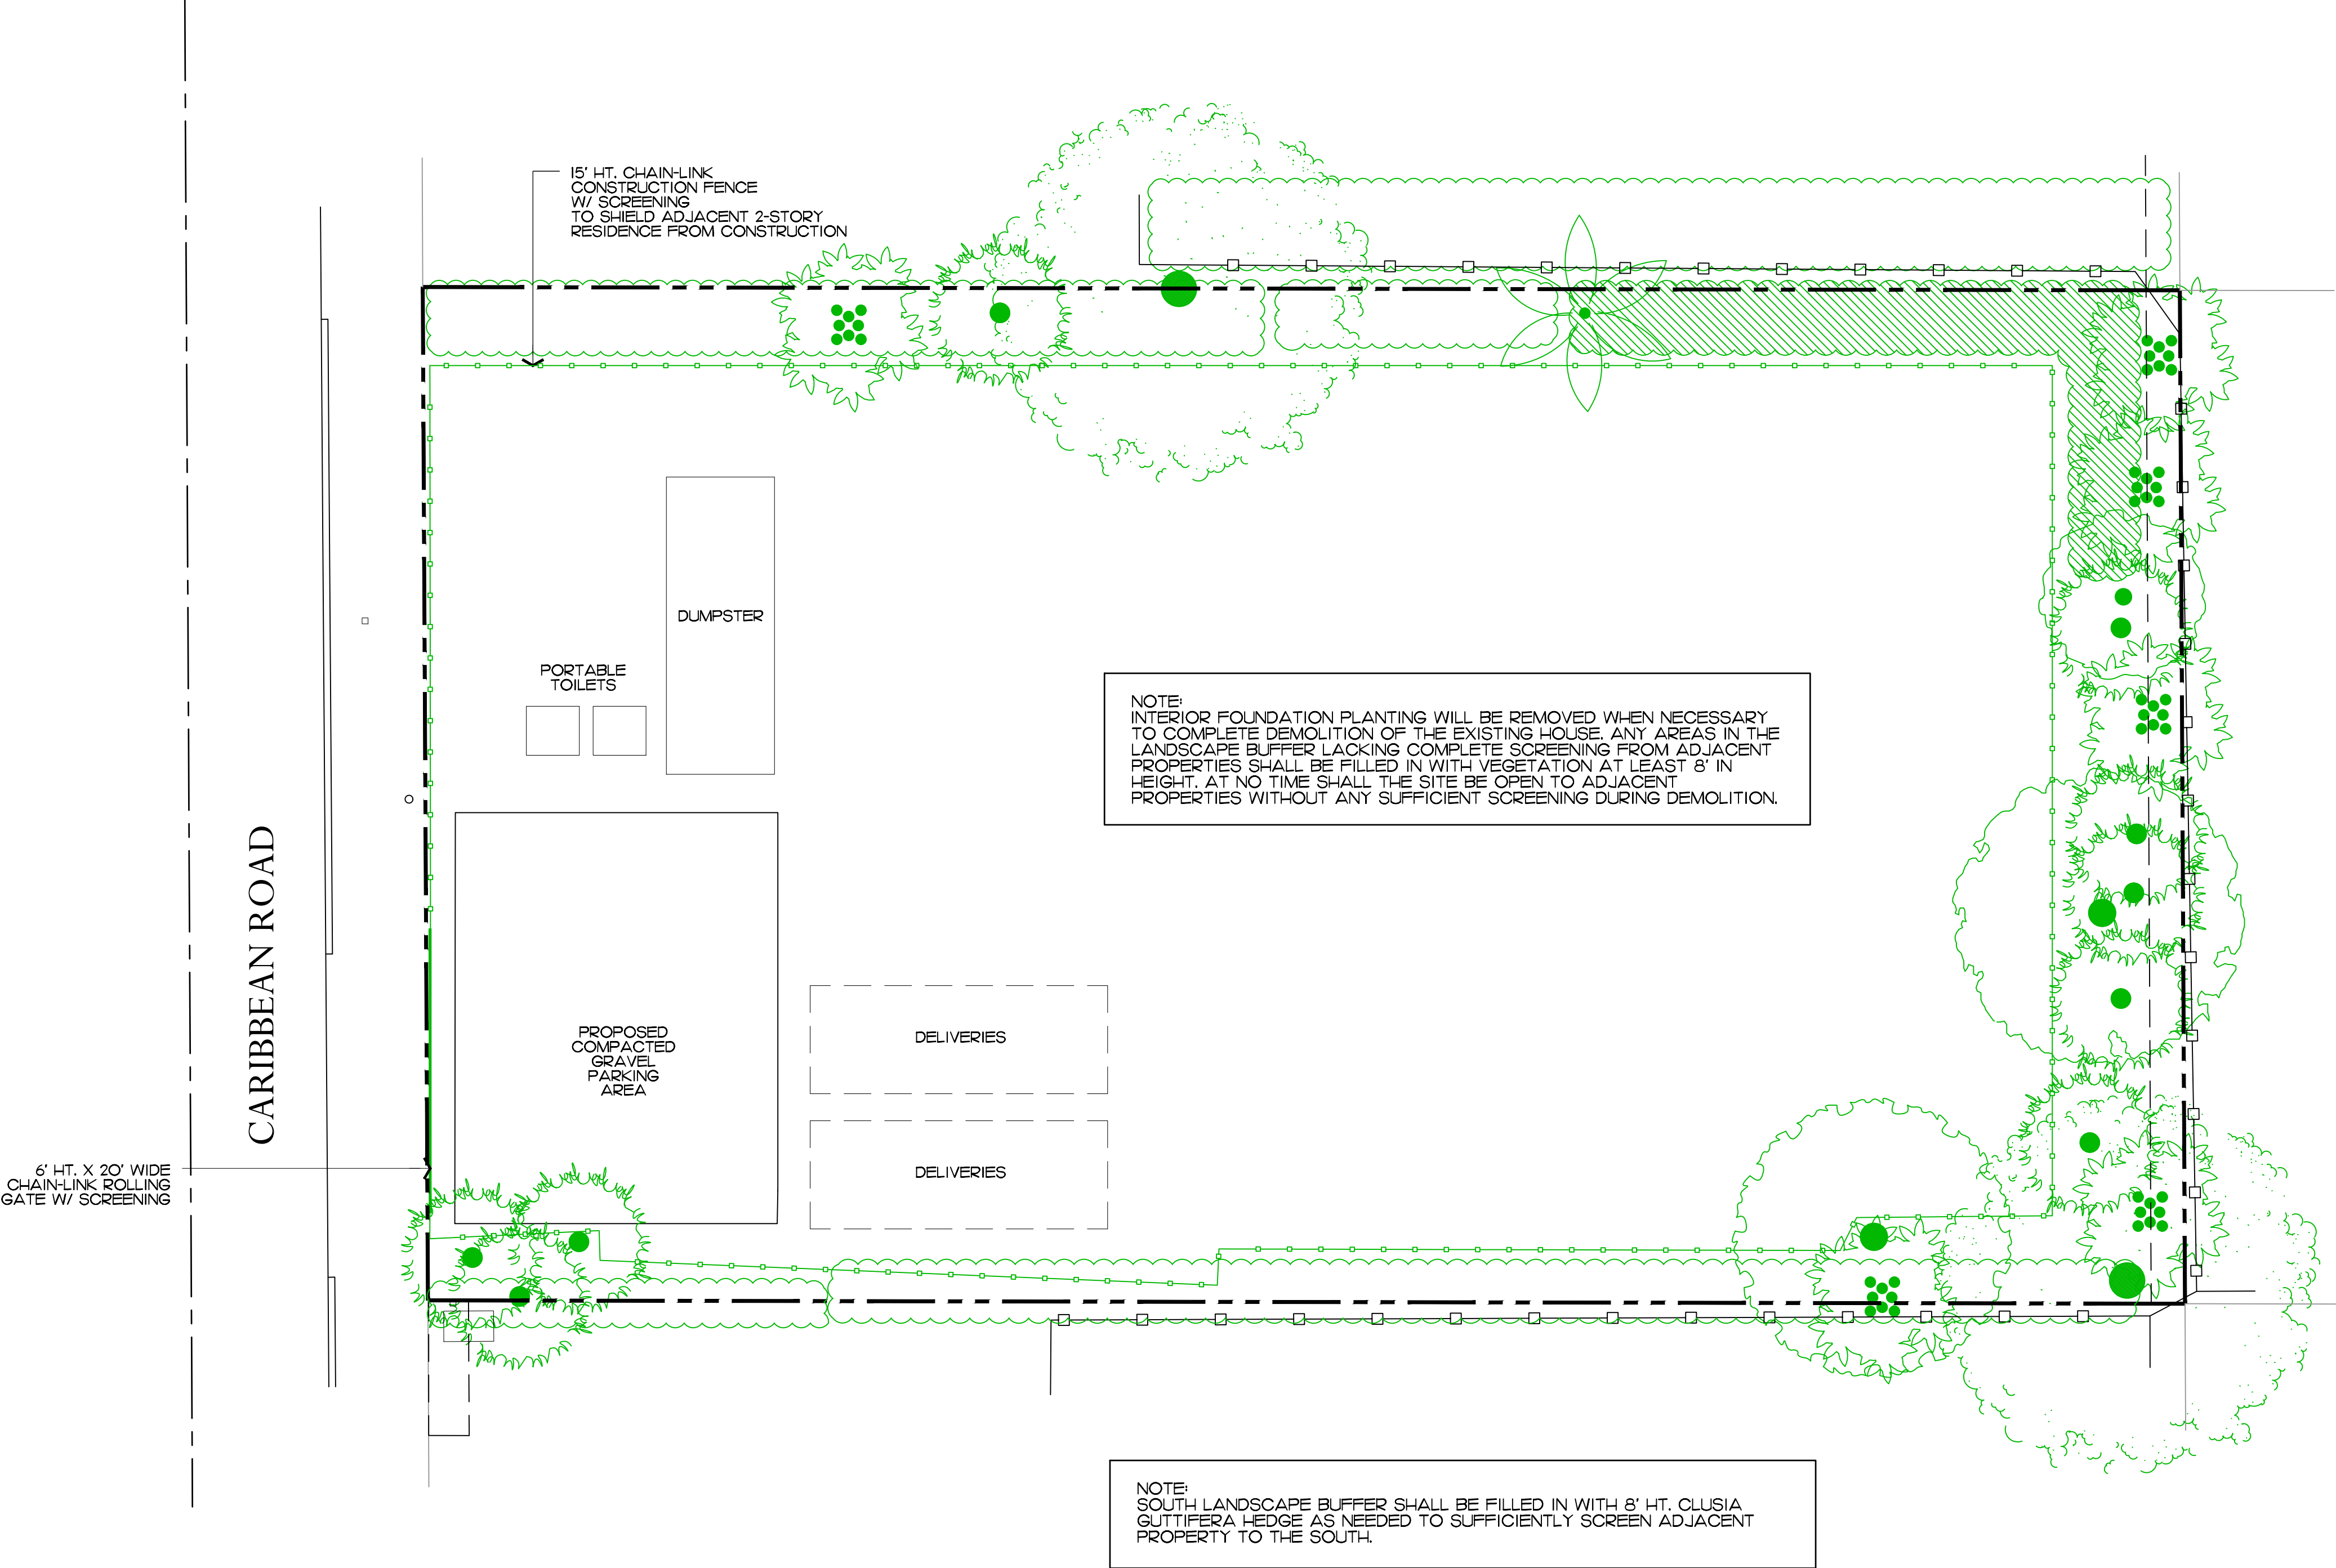 15' HT. CHAIN-LINK
CONSTRUCTION FENCE
W/ SCREENING
TO SHIELD ADJACENT 2-STORY
RESIDENCE FROM CONSTRUCTION
DUMPSTER
PORTABLE
TOILETS
NOTE:
INTERIOR FOUNDATION PLANTING WILL BE REMOVED WHEN NECESSARY
TO COMPLETE DEMOLITION OF THE EXISTING HOUSE. ANY AREAS IN THE
LANDSCAPE BUFFER LACKING COMPLETE SCREENING FROM ADJACENT
PROPERTIES SHALL BE FILLED IN WITH VEGETATION AT LEAST 8' IN
HEIGHT. AT NO TIME SHALL THE SITE BE OPEN TO ADJACENT
PROPERTIES WITHOUT ANY SUFFICIENT SCREENING DURING DEMOLITION.
CARIBBEAN ROAD
PROPOSED
COMPACTED
GRAVEL
PARKING
AREA
DELIVERIES
DELIVERIES
6' HT. X 20' WIDE
CHAIN-LINK ROLLING
GATE W/ SCREENING
NOTE:
SOUTH LANDSCAPE BUFFER SHALL BE FILLED IN WITH 8' HT. CLUSIA
GUTTIFERA HEDGE AS NEEDED TO SUFFICIENTLY SCREEN ADJACENT
PROPERTY TO THE SOUTH.